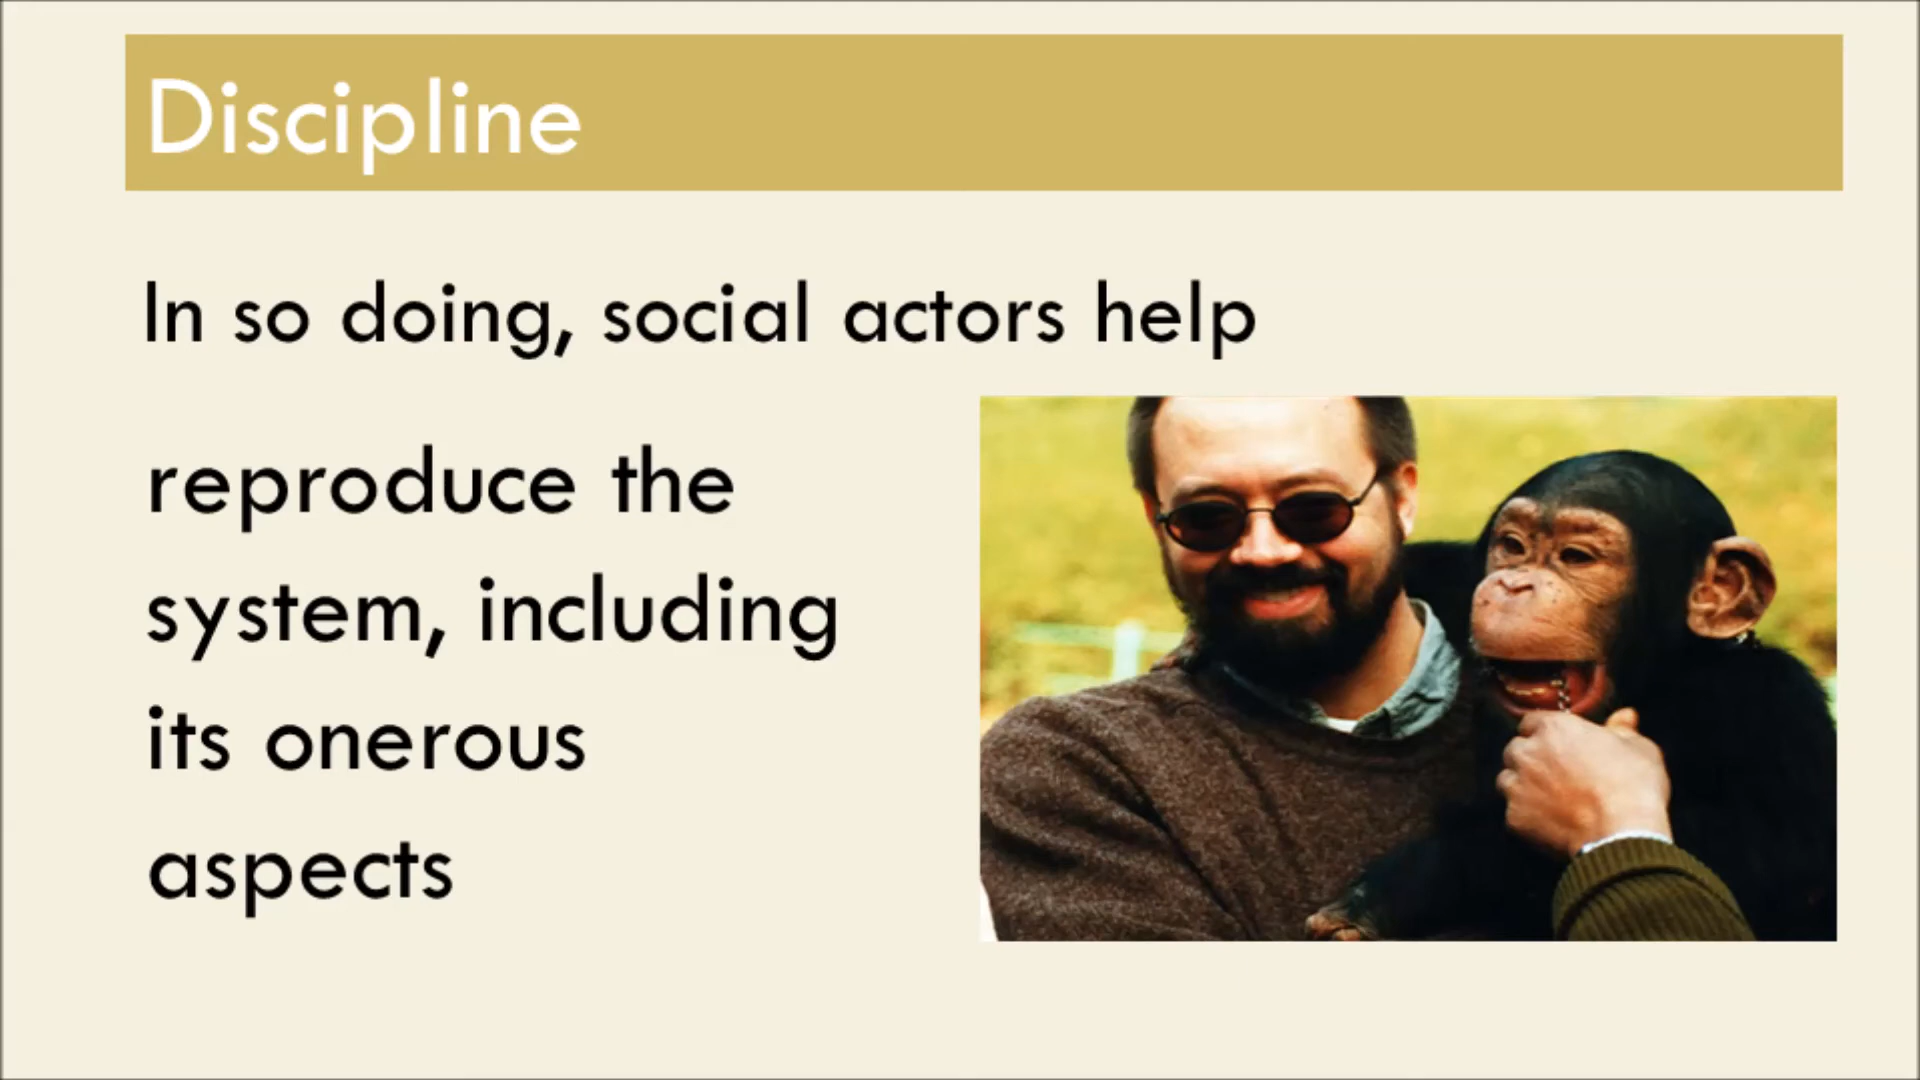 Discipline
In so doing, social actors help
reproduce the
system, including
its onerous
aspects